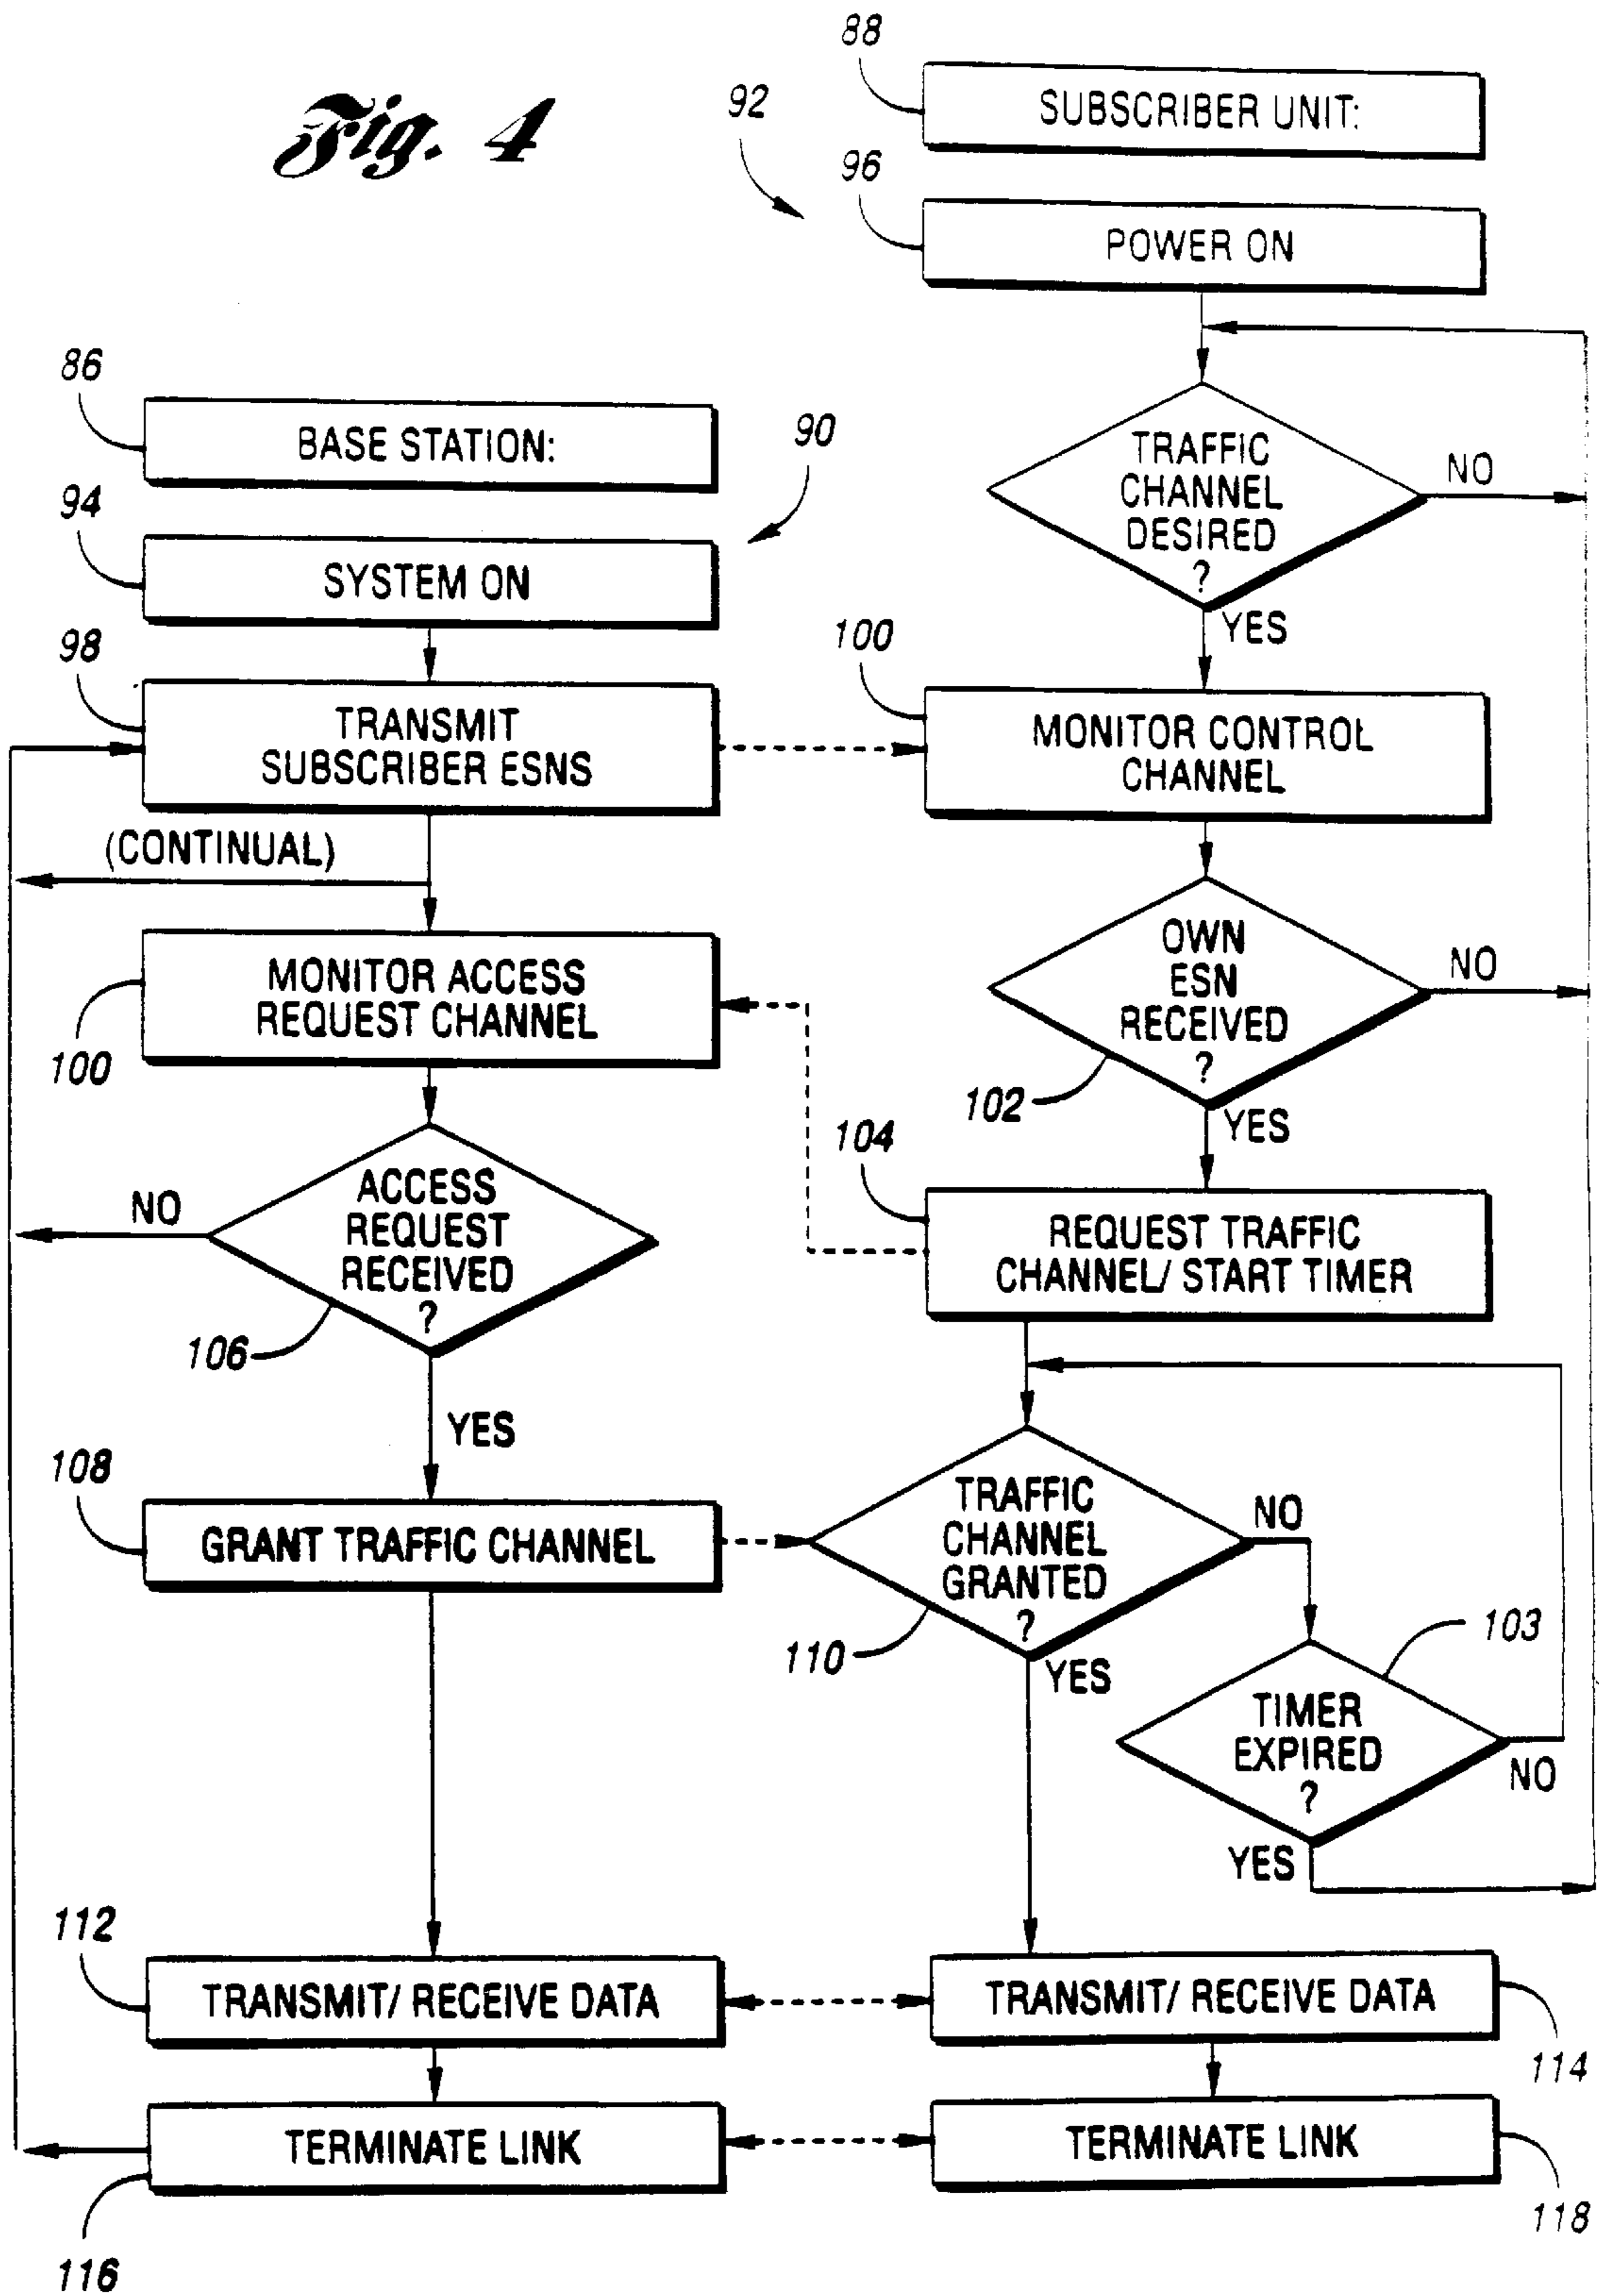 Fig. 4
88
SUBSCRIBER UNIT:
92
96
POWER ON
86
BASE STATION:
90
TRAFFIC
CHANNEL
DESIRED
?
NO
YES
94
SYSTEM ON
98
TRANSMIT
SUBSCRIBER ESNS
100
MONITOR CONTROL
CHANNEL
(CONTINUAL)
MONITOR ACCESS
REQUEST CHANNEL
100
OWN
ESN
RECEIVED
?
NO
102
YES
104
REQUEST TRAFFIC
CHANNEL/ START TIMER
ACCESS
REQUEST
RECEIVED
?
NO
106
YES
108
GRANT TRAFFIC CHANNEL
TRAFFIC
CHANNEL
GRANTED
?
NO
110
YES
103
TIMER
EXPIRED
?
NO
YES
112
TRANSMIT/ RECEIVE DATA
TRANSMIT/ RECEIVE DATA
114
TERMINATE LINK
TERMINATE LINK
116
118